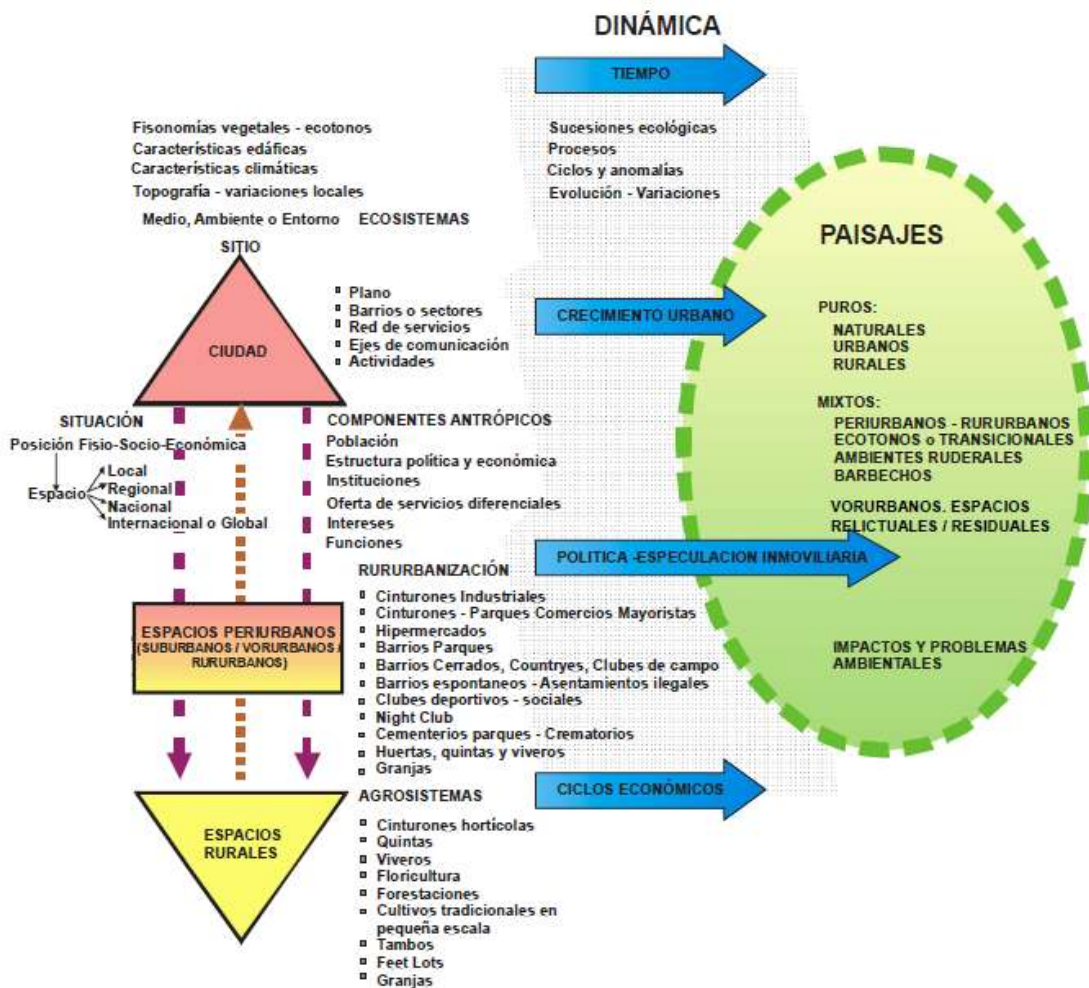 DINÁMICA
TIEMPO
Fisonomías vegetales - ecotonos
Características edáficas
Características climáticas
Topografía - variaciones locales
Medio, Ambiente o Entorno
ECOSISTEMAS
Sucesiones ecológicas
Procesos
Ciclos y anomalías
Evolución - Variaciones
SITIO
CIUDAD
Plano
Barrios o sectores
Red de servicios
Ejes de comunicación
Actividades
CRECIMIENTO URBANO
SITUACIÓN
Posición Fisio-Socio-Económica
Espacio
Local
Regional
Nacional
Internacional o Global
COMPONENTES ANTRÓPICOS
Población
Estructura política y económica
Instituciones
Oferta de servicios diferenciales
Intereses
Funciones
POLITICA -ESPECULACION INMOVILIARIA
ESPACIOS PERIURBANOS
(SUBURBANOS / VORURBANOS /
RURURBANOS)
RURURBANIZACIÓN
Cinturones Industriales
Cinturones - Parques Comercios Mayoristas
Hipermercados
Barrios Parques
Barrios Cerrados, Countryes, Clubes de campo
Barrios espontaneos - Asentamientos ilegales
Clubes deportivos - sociales
Night Club
Cementerios parques - Crematorios
Huertas, quintas y viveros
Granjas
CICLOS ECONÓMICOS
ESPACIOS
RURALES
AGROSISTEMAS
Cinturones hortícolas
Quintas
Viveros
Floricultura
Forestaciones
Cultivos tradicionales en
pequeña escala
Tambos
Feet Lots
Granjas
PAISAJES
PUROS:
NATURALES
URBANOS
RURALES
MIXTOS:
PERIURBANOS - RURURBANOS
ECOTONOS o TRANSICIONALES
AMBIENTES RUDERALES
BARBECHOS
VORURBANOS. ESPACIOS
RELICTUALES / RESIDUALES
IMPACTOS Y PROBLEMAS
AMBIENTALES